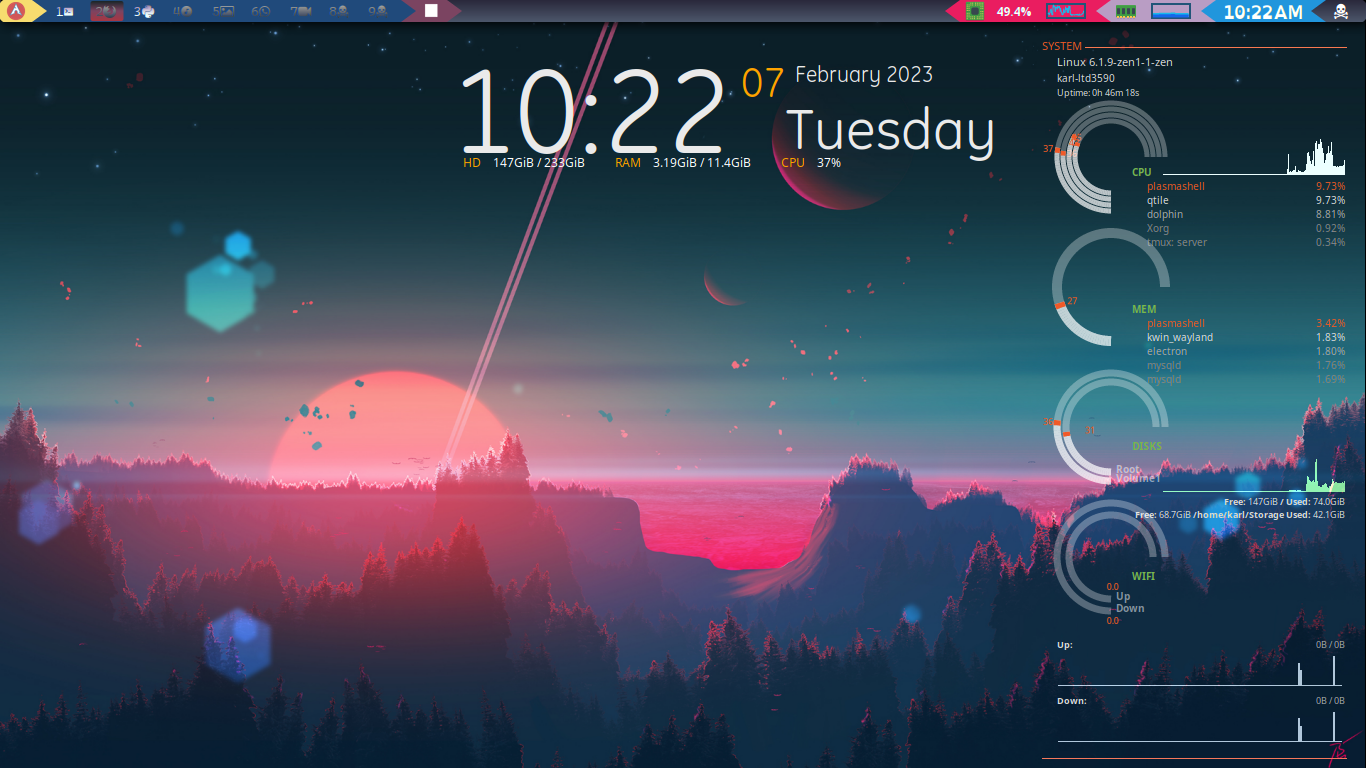 1 2 3 4 5 6 7 8 9 49.4% 10:22 AM
10:22 07 February 2023
Tuesday
HD 147GiB / 233GiB RAM 3.19GiB / 11.4GiB CPU 37%
SYSTEM
Linux 6.1.9-zen1-1-zen
karl-ltd3590
Uptime: 0h 46m 18s
37
CPU
plasmashell 9.73%
qtile 9.73%
dolphin 8.81%
Xorg 0.92%
tmux: server 0.34%
27
MEM
plasmashell 3.42%
kwin_wayland 1.83%
electron 1.80%
mysqld 1.76%
mysqld 1.69%
31
DISKS
Root
Volume1
Free: 147GiB / Used: 74.0GiB
Free: 68.7GiB /home/karl/Storage Used: 42.1GiB
WIFI
0.0
Up
Down
0.0
Up: 0B / 0B
Down: 0B / 0B